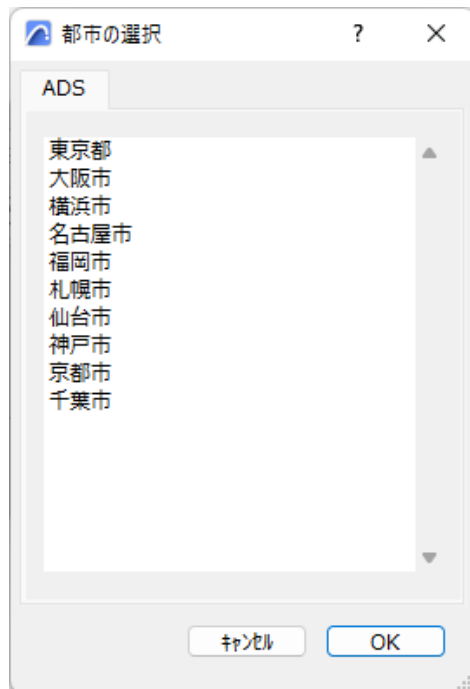 都市の選択
ADS
東京都
大阪市
横浜市
名古屋市
福岡市
札幌市
仙台市
神戸市
京都市
千葉市
ｷｬﾝｾﾙ
OK